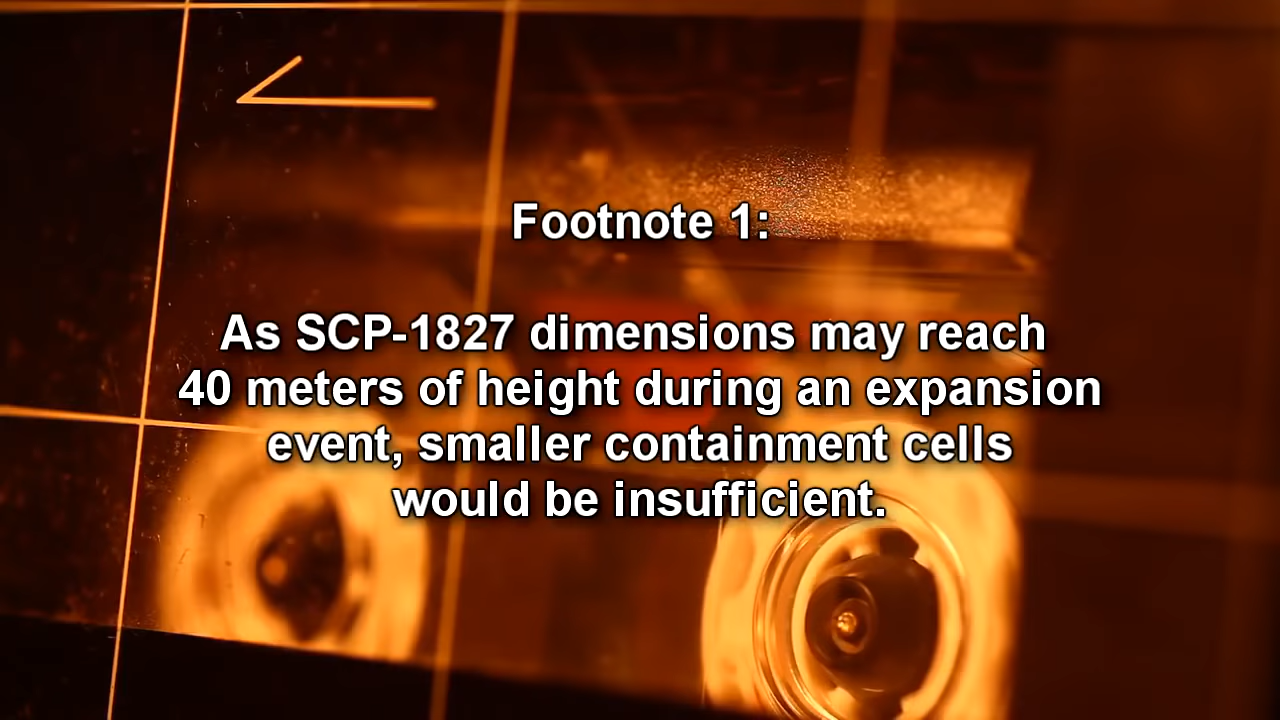 Footnote 1:
As SCP-1827 dimensions may reach
40 meters of height during an expansion
event, smaller containment cells
would be insufficient.